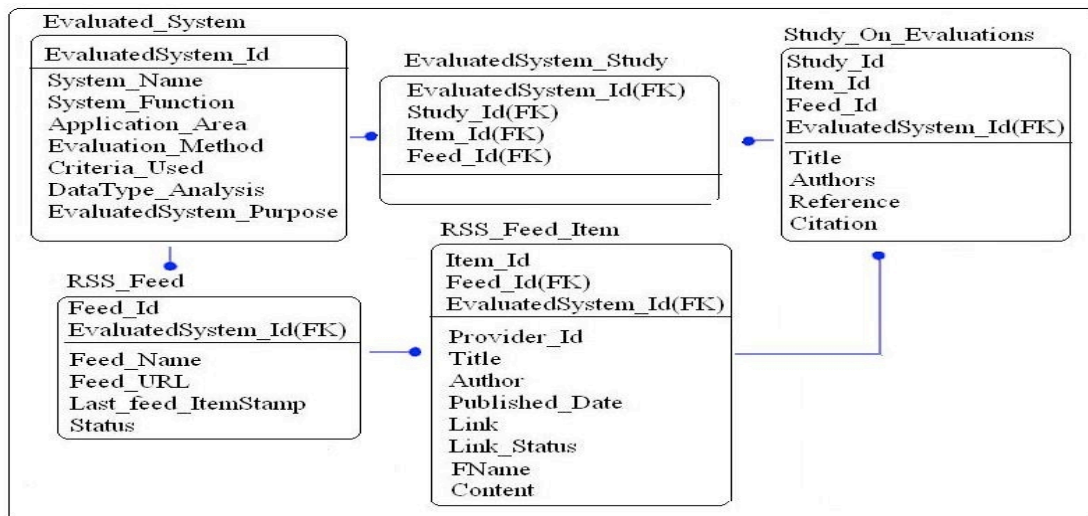 Evaluated_System
EvaluatedSystem_Id
System_Name
System_Function
Application_Area
Evaluation_Method
Criteria_Used
DataType_Analysis
EvaluatedSystem_Purpose
EvaluatedSystem_Study
EvaluatedSystem_Id(FK)
Study_Id(FK)
Item_Id(FK)
Feed_Id(FK)
Study_On_Evaluations
Study_Id
Item_Id
Feed_Id
EvaluatedSystem_Id(FK)
Title
Authors
Reference
Citation
RSS_Feed
Feed_Id
EvaluatedSystem_Id(FK)
Feed_Name
Feed_URL
Last_feed_ItemStamp
Status
RSS_Feed_Item
Item_Id
Feed_Id(FK)
EvaluatedSystem_Id(FK)
Provider_Id
Title
Author
Published_Date
Link
Link_Status
FName
Content